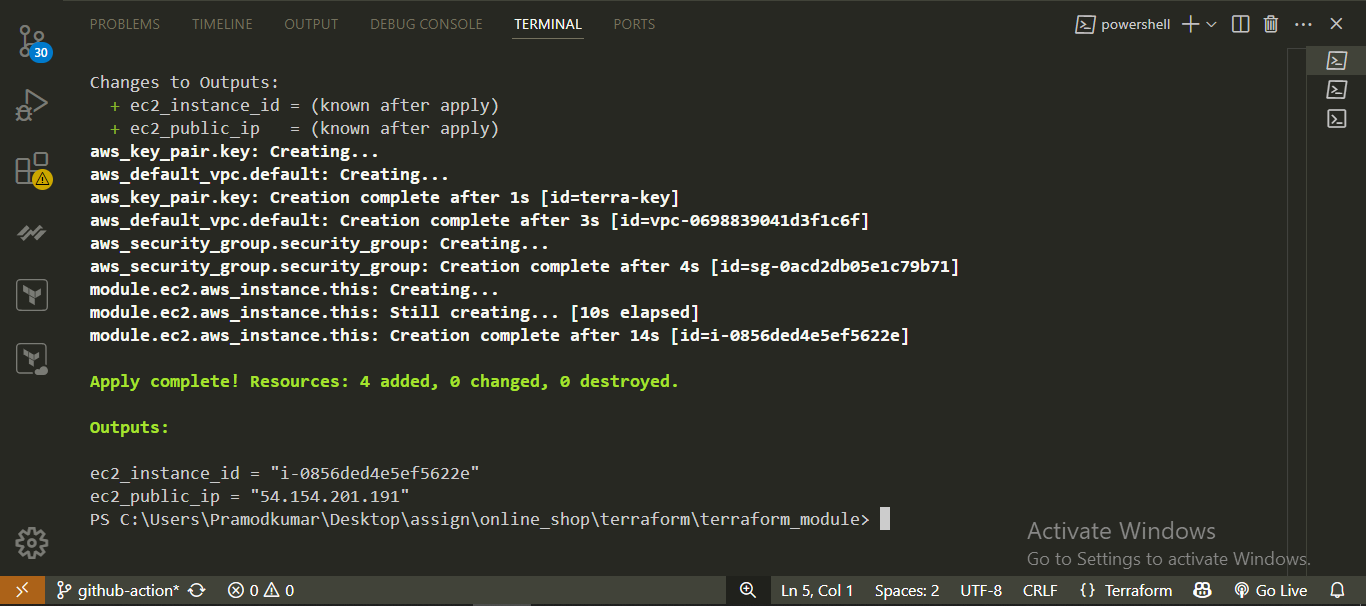 PROBLEMS TIMELINE OUTPUT DEBUG CONSOLE TERMINAL PORTS powershell
30
Changes to Outputs:
+ ec2_instance_id = (known after apply)
+ ec2_public_ip   = (known after apply)
aws_key_pair.key: Creating...
aws_default_vpc.default: Creating...
aws_key_pair.key: Creation complete after 1s [id=terra-key]
aws_default_vpc.default: Creation complete after 3s [id=vpc-0698839041d3f1c6f]
aws_security_group.security_group: Creating...
aws_security_group.security_group: Creation complete after 4s [id=sg-0acd2db05e1c79b71]
module.ec2.aws_instance.this: Creating...
module.ec2.aws_instance.this: Still creating... [10s elapsed]
module.ec2.aws_instance.this: Creation complete after 14s [id=i-0856ded4e5ef5622e]
Apply complete! Resources: 4 added, 0 changed, 0 destroyed.
Outputs:
ec2_instance_id = "i-0856ded4e5ef5622e"
ec2_public_ip = "54.154.201.191"
PS C:\Users\Pramodkumar\Desktop\assign\online_shop\terraform\terraform_module>
Activate Windows
Go to Settings to activate Windows.
github-action* 0 0 Ln 5, Col 1 Spaces: 2 UTF-8 CRLF {} Terraform Go Live